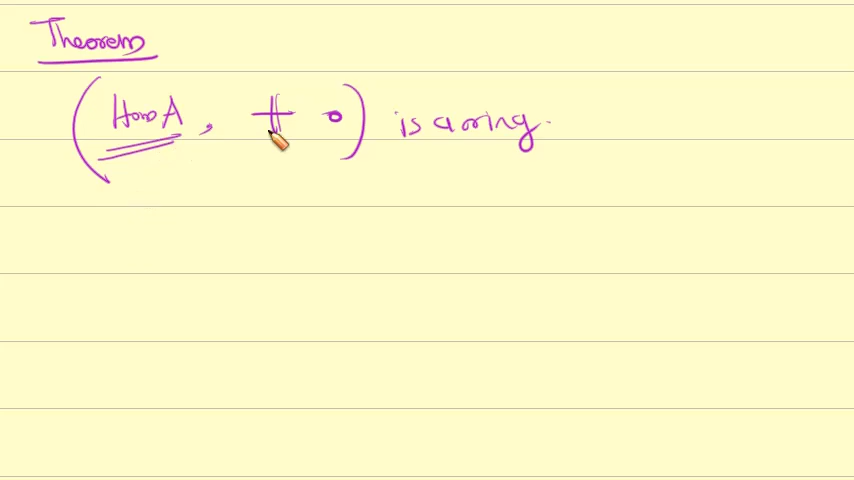 Theorem
(Hom A, + ∘) is a ring.